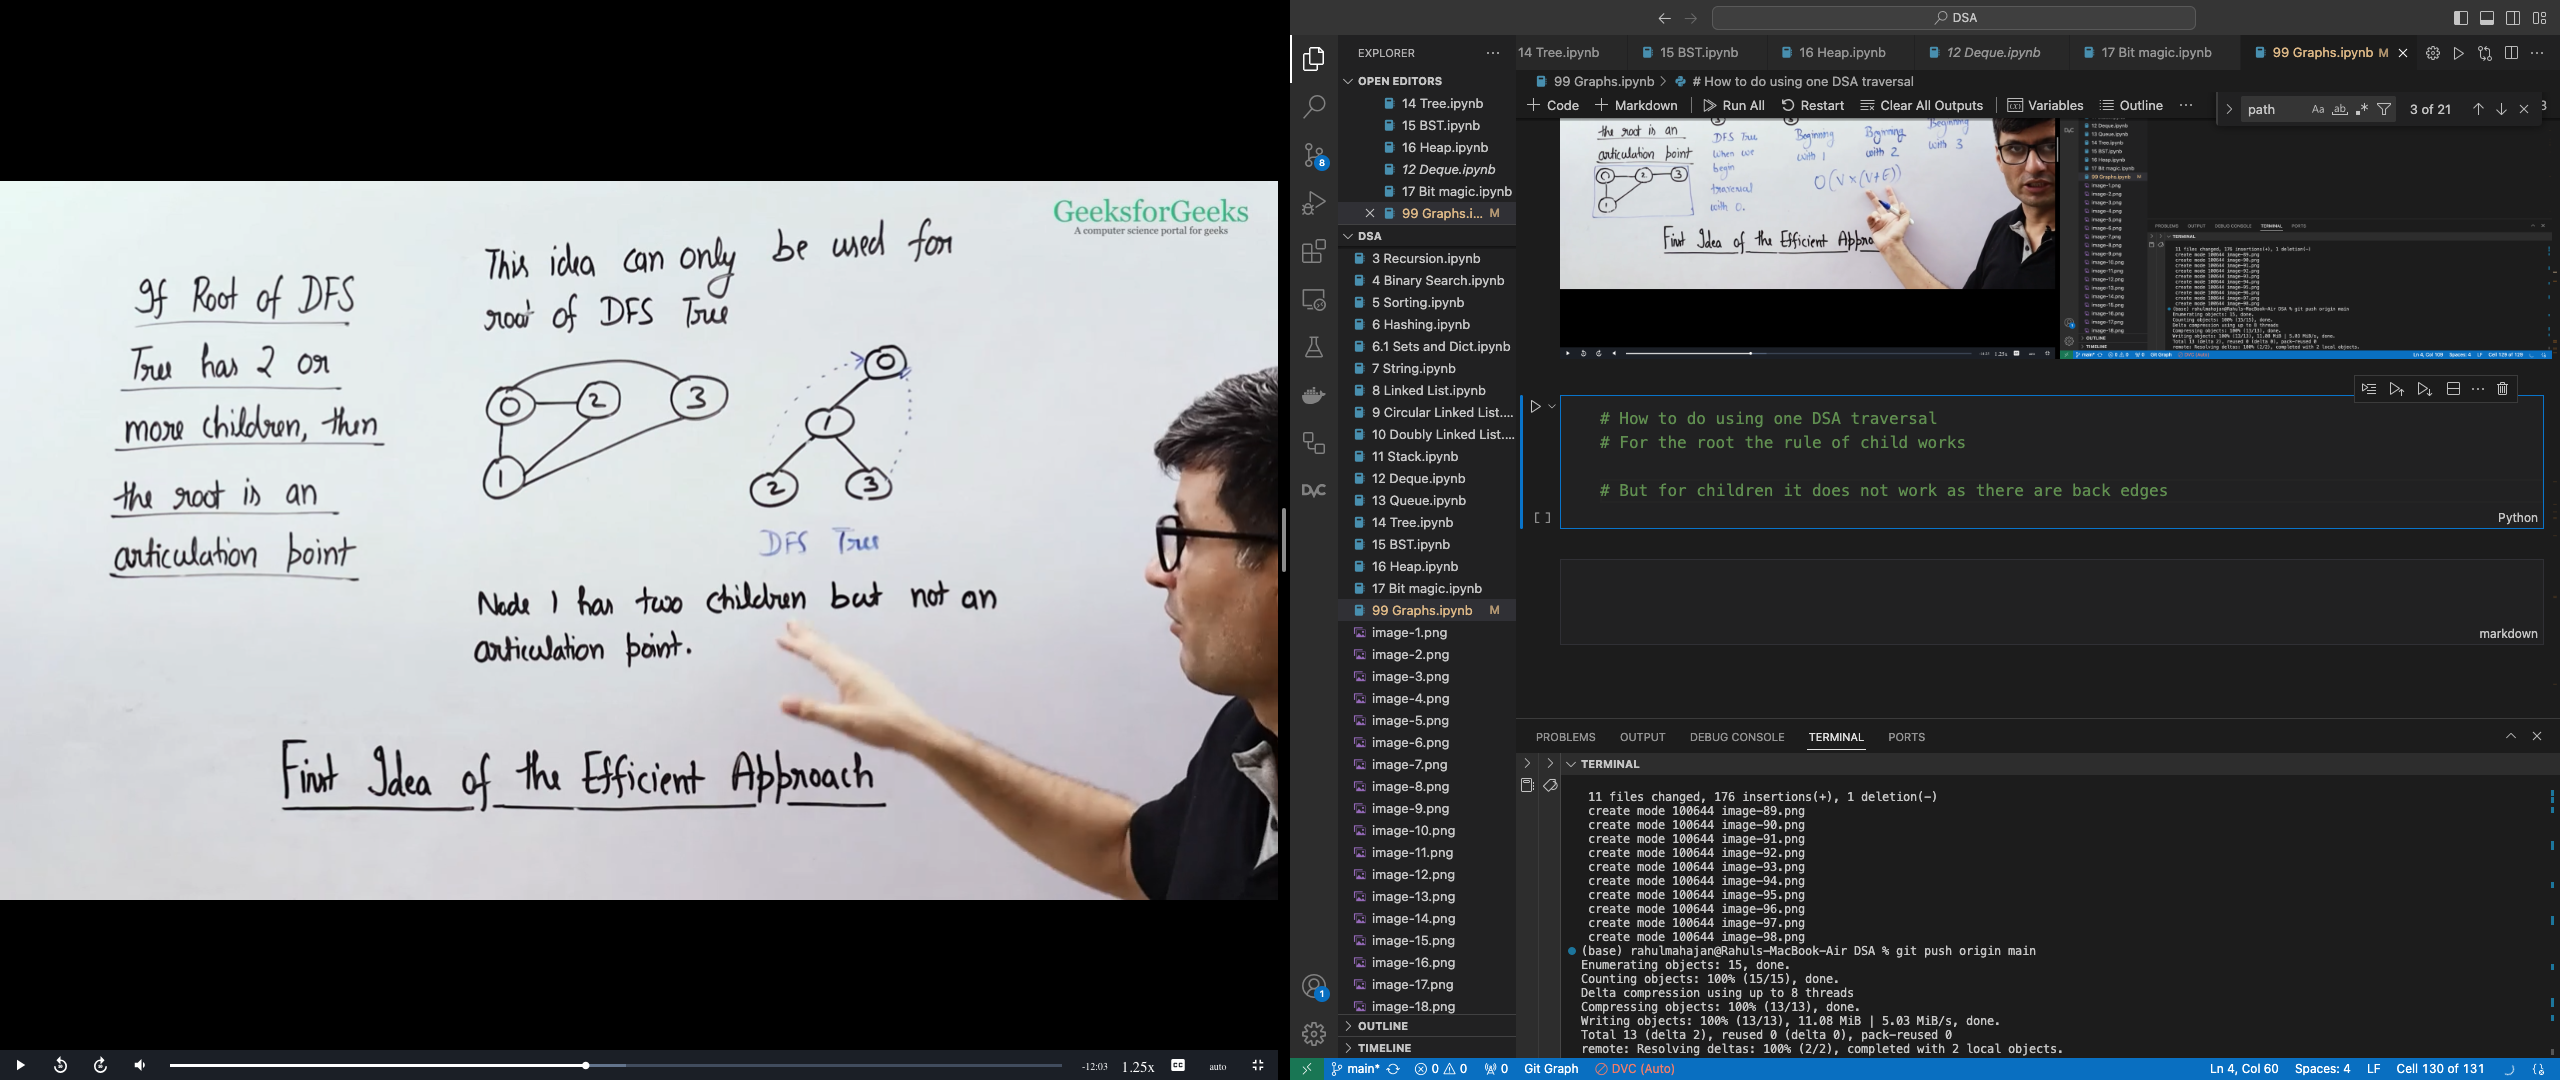 GeeksforGeeks
A computer science portal for geeks
If Root of DFS
Tree has 2 or
more children, then
the root is an
articulation point
This idea can only be used for
root of DFS Tree
0
2
3
1
0
1
2
3
DFS Tree
Node 1 has two children but not an
articulation point.
First Idea of the Efficient Approach
-12:03
1.25x
CC
auto
DSA
EXPLORER
OPEN EDITORS
14 Tree.ipynb
15 BST.ipynb
16 Heap.ipynb
12 Deque.ipynb
17 Bit magic.ipynb
99 Graphs.i... M
DSA
3 Recursion.ipynb
4 Binary Search.ipynb
5 Sorting.ipynb
6 Hashing.ipynb
6.1 Sets and Dict.ipynb
7 String.ipynb
8 Linked List.ipynb
9 Circular Linked List....
10 Doubly Linked List....
11 Stack.ipynb
12 Deque.ipynb
13 Queue.ipynb
14 Tree.ipynb
15 BST.ipynb
16 Heap.ipynb
17 Bit magic.ipynb
99 Graphs.ipynb M
image-1.png
image-2.png
image-3.png
image-4.png
image-5.png
image-6.png
image-7.png
image-8.png
image-9.png
image-10.png
image-11.png
image-12.png
image-13.png
image-14.png
image-15.png
image-16.png
image-17.png
image-18.png
OUTLINE
TIMELINE
8
DVC
1
14 Tree.ipynb 15 BST.ipynb 16 Heap.ipynb 12 Deque.ipynb 17 Bit magic.ipynb 99 Graphs.ipynb M
99 Graphs.ipynb > # How to do using one DSA traversal
Code Markdown Run All Restart Clear All Outputs Variables Outline
path Aa ab 3 of 21
the root is an
articulation point
DFS Tree
when we
begin
traversal
with 0.
Beginning
with 1
Beginning
with 2
Beginning
with 3
O(V×(V+E))
First Idea of the Efficient Appro
# How to do using one DSA traversal
# For the root the rule of child works
# But for children it does not work as there are back edges
Python
[ ]
markdown
PROBLEMS OUTPUT DEBUG CONSOLE TERMINAL PORTS
TERMINAL
11 files changed, 176 insertions(+), 1 deletion(-)
create mode 100644 image-89.png
create mode 100644 image-90.png
create mode 100644 image-91.png
create mode 100644 image-92.png
create mode 100644 image-93.png
create mode 100644 image-94.png
create mode 100644 image-95.png
create mode 100644 image-96.png
create mode 100644 image-97.png
create mode 100644 image-98.png
(base) rahulmahajan@Rahuls-MacBook-Air DSA % git push origin main
Enumerating objects: 15, done.
Counting objects: 100% (15/15), done.
Delta compression using up to 8 threads
Compressing objects: 100% (13/13), done.
Writing objects: 100% (13/13), 11.08 MiB | 5.03 MiB/s, done.
Total 13 (delta 2), reused 0 (delta 0), pack-reused 0
remote: Resolving deltas: 100% (2/2), completed with 2 local objects.
main* 0 0 0 Git Graph DVC (Auto) Ln 4, Col 60 Spaces: 4 LF Cell 130 of 131